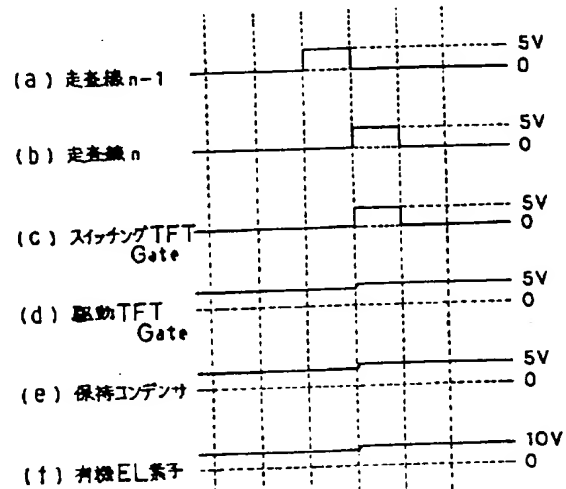 5V
(a) 走査線 n-1 0
5V
(b) 走査線 n 0
5V
(c) スイッチングTFT 0
Gate
5V
(d) 駆動TFT 0
Gate
5V
(e) 保持コンデンサ 0
10V
(f) 有機EL素子 0